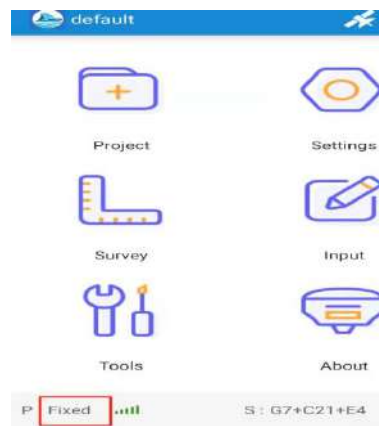 default
Project Settings
Survey Input
Tools About
P Fixed S : G7+C21+E4